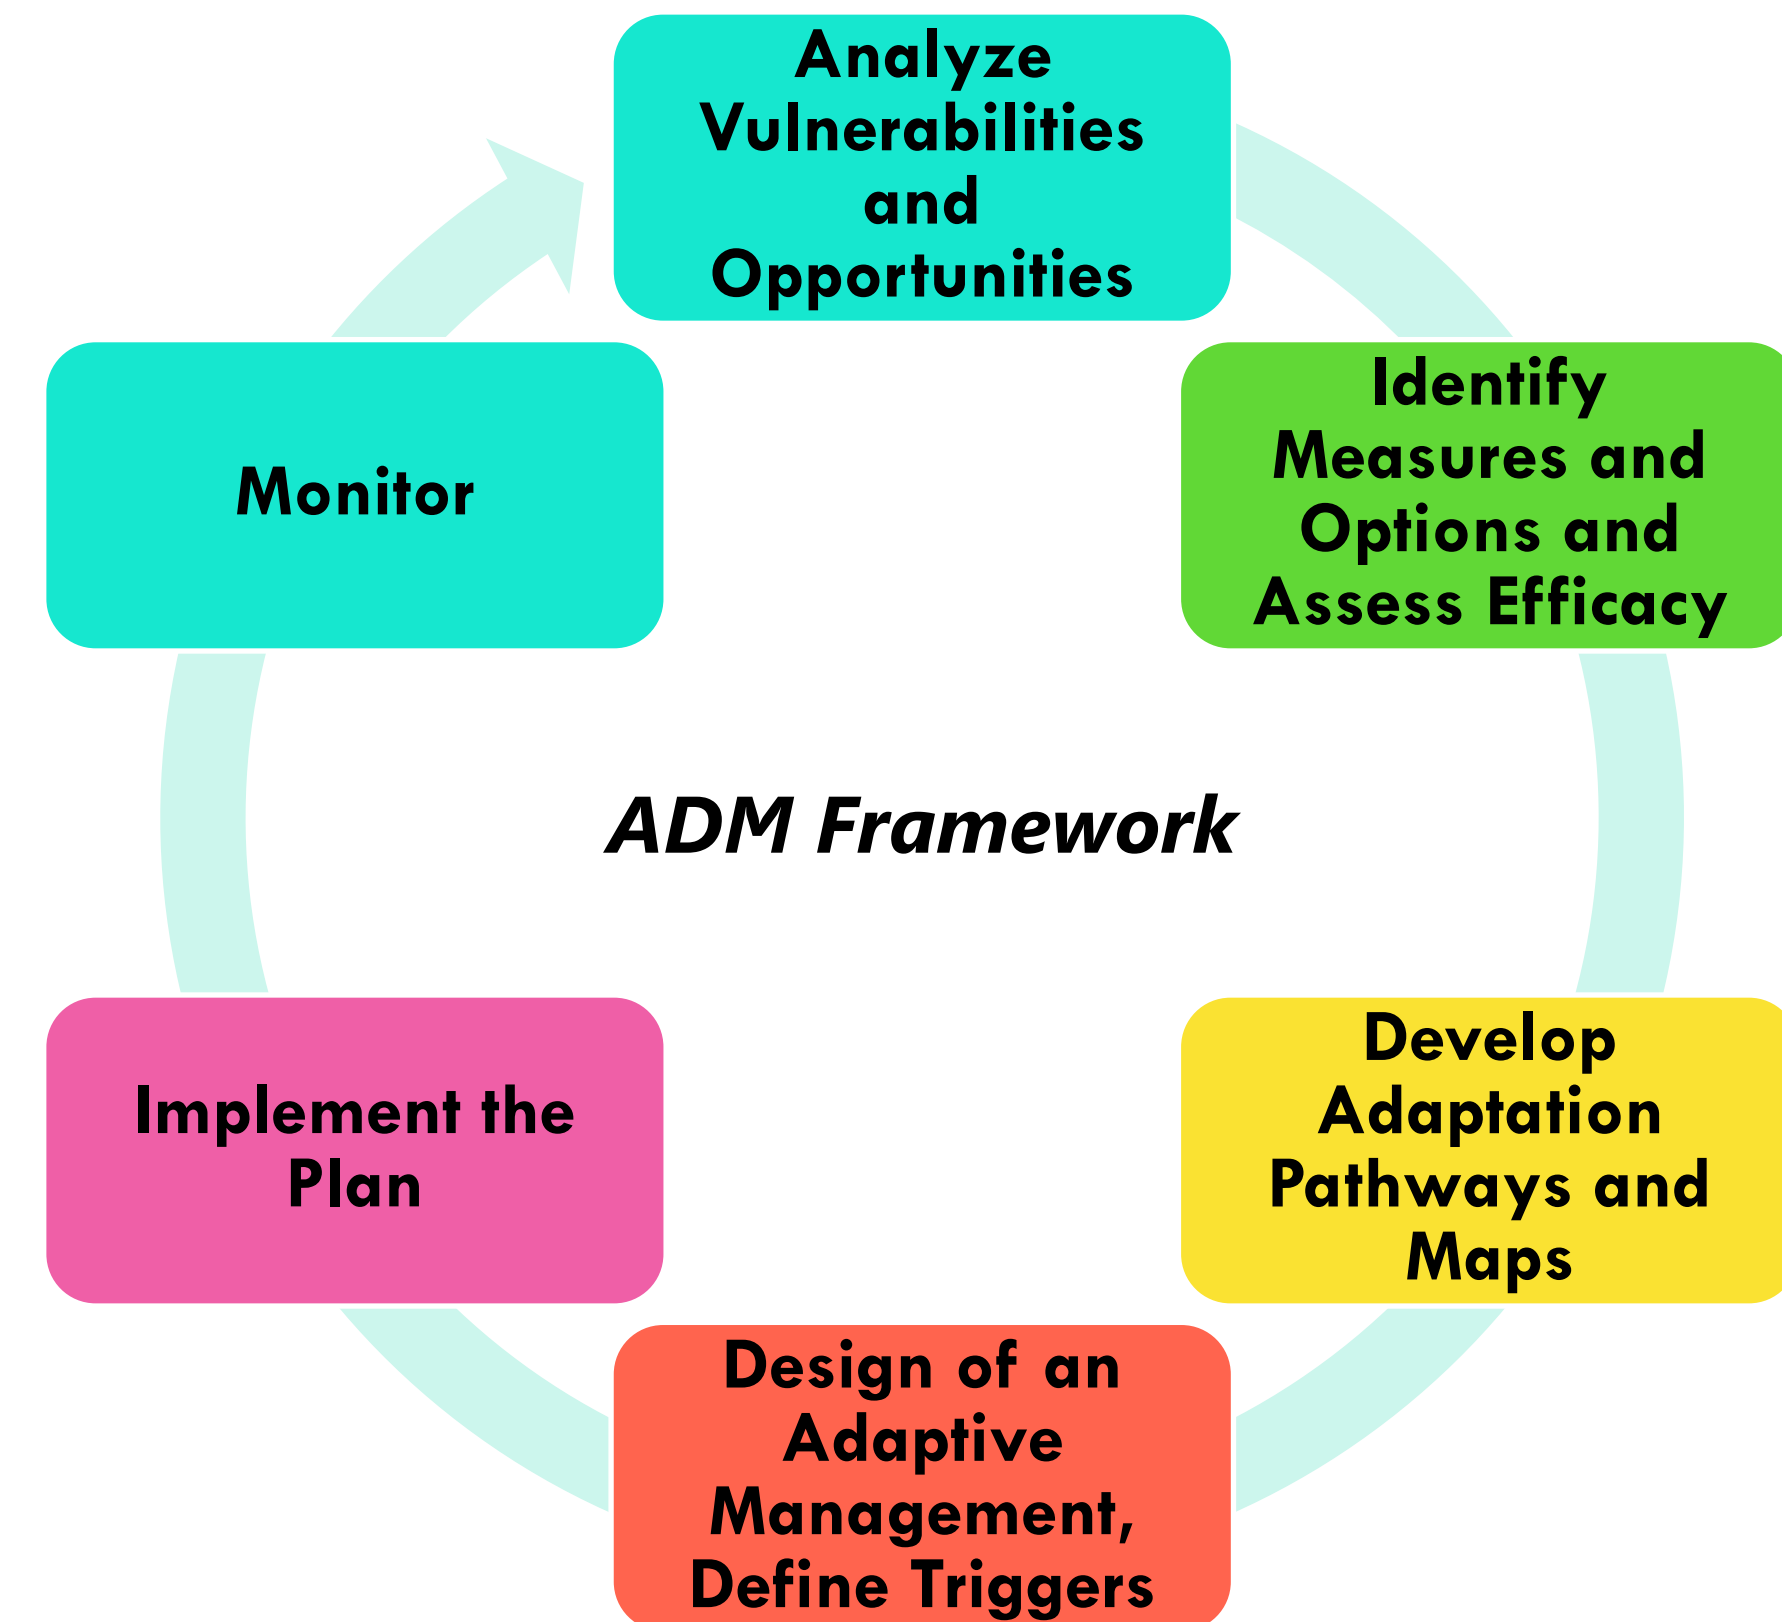 Analyze
Vulnerabilities
and
Opportunities
Identify
Measures and
Options and
Assess Efficacy
Develop
Adaptation
Pathways and
Maps
Design of an
Adaptive
Management,
Define Triggers
Implement the
Plan
Monitor
ADM Framework